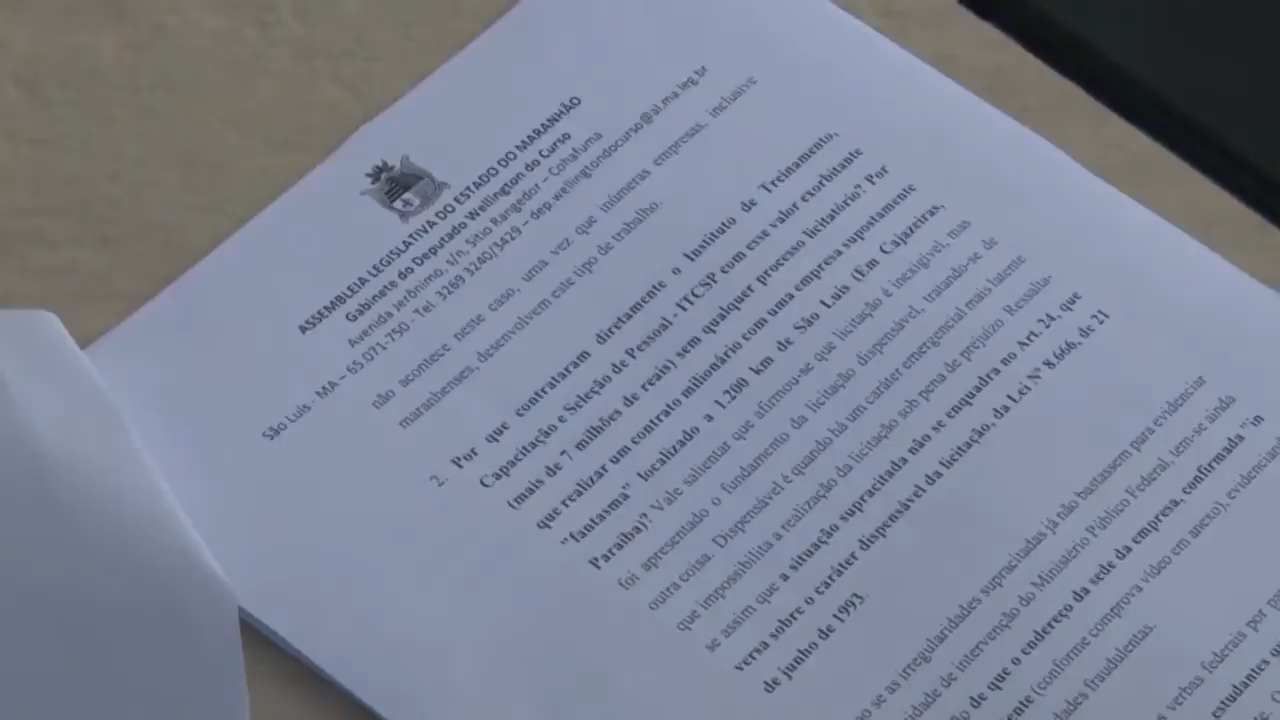 ASSEMBLEIA LEGISLATIVA DO ESTADO DO MARANHÃO
Gabinete do Deputado Wellington do Curso
Avenida Jerônimo, s/n, Sítio Rangedor – Cohafuma
São Luís - MA – 65.071-750 - Tel. 3269 3240/3429 – dep.wellingtondocurso@al.ma.leg.br
não acontece neste caso, uma vez que inúmeras empresas, inclusive
maranhenses, desenvolvem este tipo de trabalho.
2. Por que contrataram diretamente o Instituto de Treinamento,
Capacitação e Seleção de Pessoal - ITCSP com esse valor exorbitante
(mais de 7 milhões de reais) sem qualquer processo licitatório? Por
que realizar um contrato milionário com uma empresa supostamente
"fantasma" localizado a 1.200 km de São Luís (Em Cajazeiras,
Paraíba)? Vale salientar que afirmou-se que licitação é inexigível, mas
foi apresentado o fundamento da licitação dispensável, tratando-se de
outra coisa. Dispensável é quando há um caráter emergencial mais latente
que impossibilita a realização da licitação sob pena de prejuízo. Ressalta-
se assim que a situação supracitada não se enquadra no Art. 24, que
versa sobre o caráter dispensável da licitação, da Lei Nº 8.666, de 21
de junho de 1993.
se as irregularidades supracitadas já não bastassem para evidenciar
de intervenção do Ministério Público Federal, tem-se ainda
de que o endereço da sede da empresa, confirmada "in
(conforme comprova vídeo em anexo), evidencian
fraudulentas.
verbas federais por
estudantes